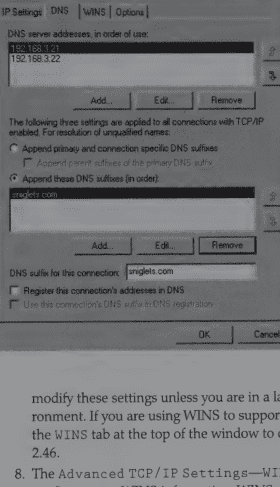 IP Settings DNS WINS Options
DNS server addresses, in order of use:
192.168.3.21
192.168.3.22
Add... Edit... Remove
The following three settings are applied to all connections with TCP/IP
enabled. For resolution of unqualified names:
Append primary and connection specific DNS suffixes
Append parent suffixes of the primary DNS suffix
Append these DNS suffixes (in order):
sniglets.com
Add... Edit... Remove
DNS suffix for this connection: sniglets.com
Register this connection's addresses in DNS
Use this connection's DNS suffix in DNS registration
OK Cancel
modify these settings unless you are in a la
ronment. If you are using WINS to suppor
the WINS tab at the top of the window to
2.46.
8. The Advanced TCP/IP Settings—WI